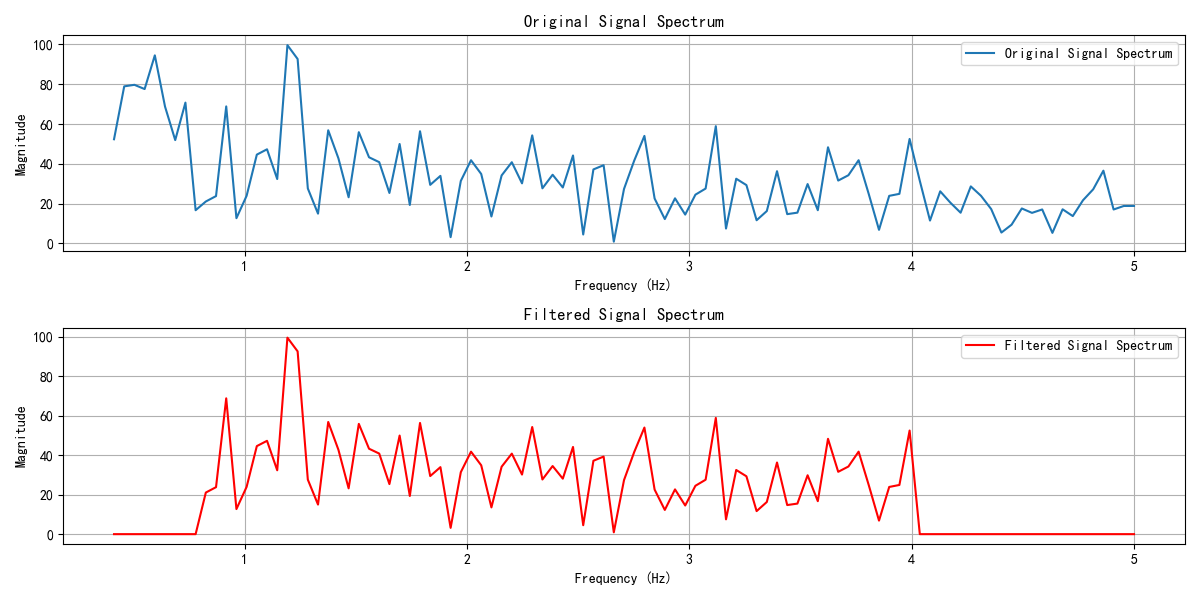 Original Signal Spectrum
100
80
60
40
20
0
Magnitude
Original Signal Spectrum
1 2 3 4 5
Frequency (Hz)
Filtered Signal Spectrum
100
80
60
40
20
0
Magnitude
Filtered Signal Spectrum
1 2 3 4 5
Frequency (Hz)